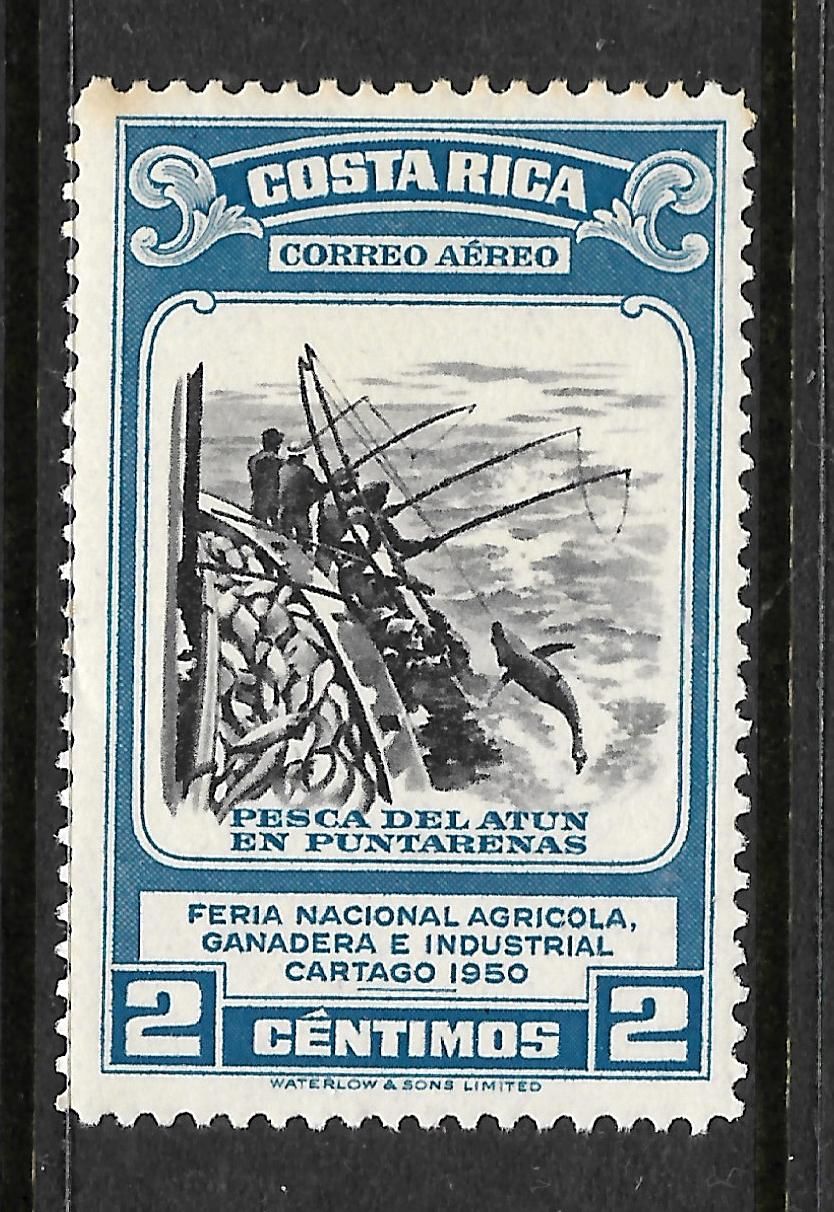 COSTA RICA
CORREO AÉREO
PESCA DEL ATUN
EN PUNTARENAS
FERIA NACIONAL AGRICOLA,
GANADERA E INDUSTRIAL
CARTAGO 1950
2 CÉNTIMOS 2
WATERLOW & SONS LIMITED